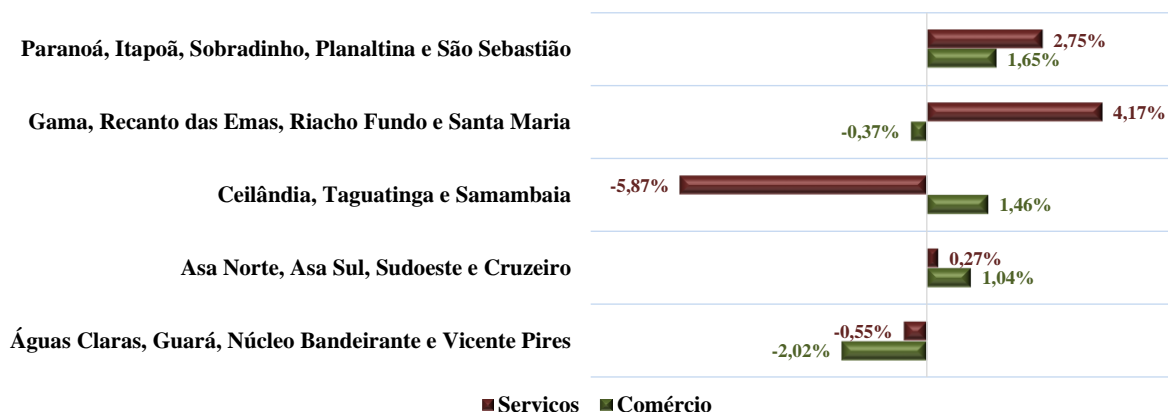 Paranoá, Itapoã, Sobradinho, Planaltina e São Sebastião
2,75%
1,65%
Gama, Recanto das Emas, Riacho Fundo e Santa Maria
4,17%
-0,37%
Ceilândia, Taguatinga e Samambaia
-5,87%
1,46%
Asa Norte, Asa Sul, Sudoeste e Cruzeiro
0,27%
1,04%
Águas Claras, Guará, Núcleo Bandeirante e Vicente Pires
-0,55%
-2,02%
Serviços Comércio